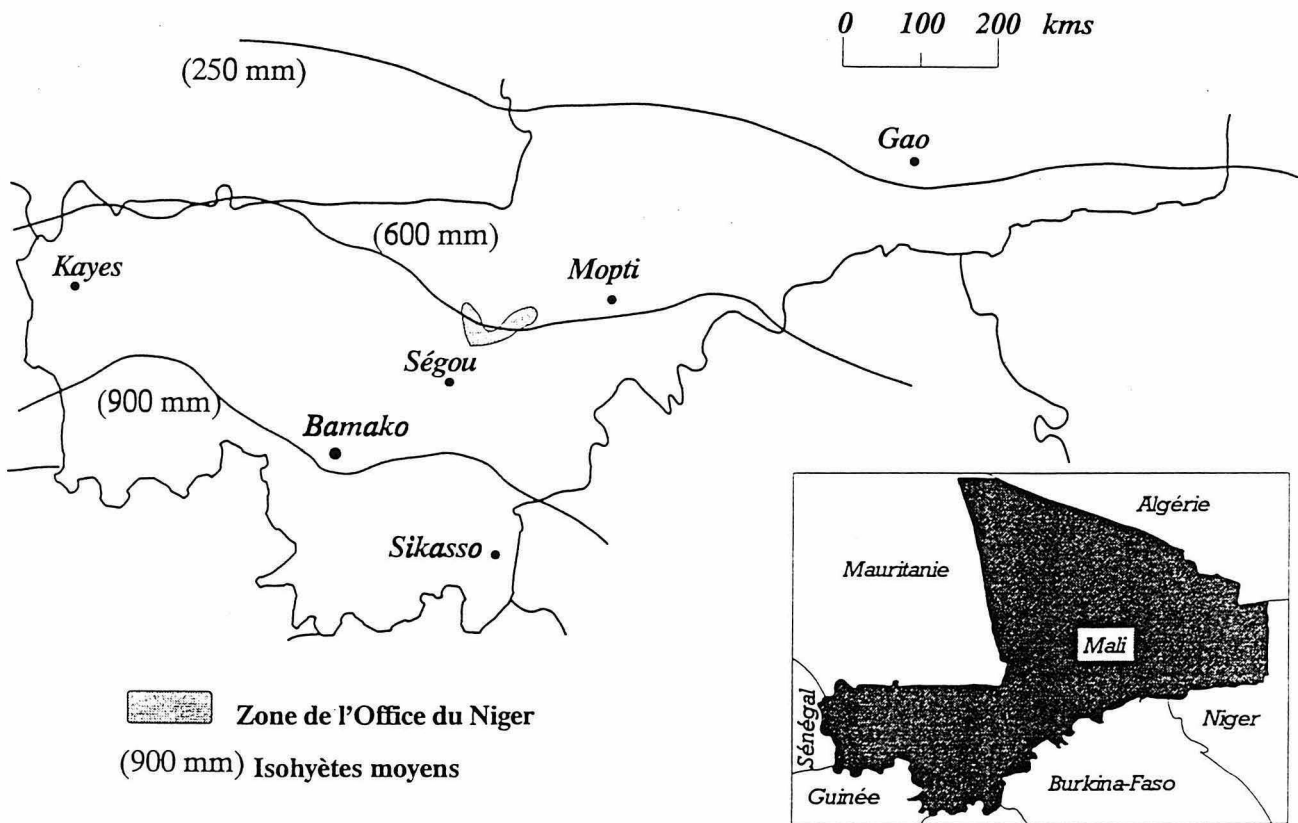 0 100 200 kms
(250 mm)
Gao
(600 mm)
Kayes
Mopti
Ségou
(900 mm)
Bamako
Sikasso
Algérie
Mauritanie
Mali
Sénégal
Niger
Guinée
Burkina-Faso
Zone de l'Office du Niger
(900 mm) Isohyètes moyens